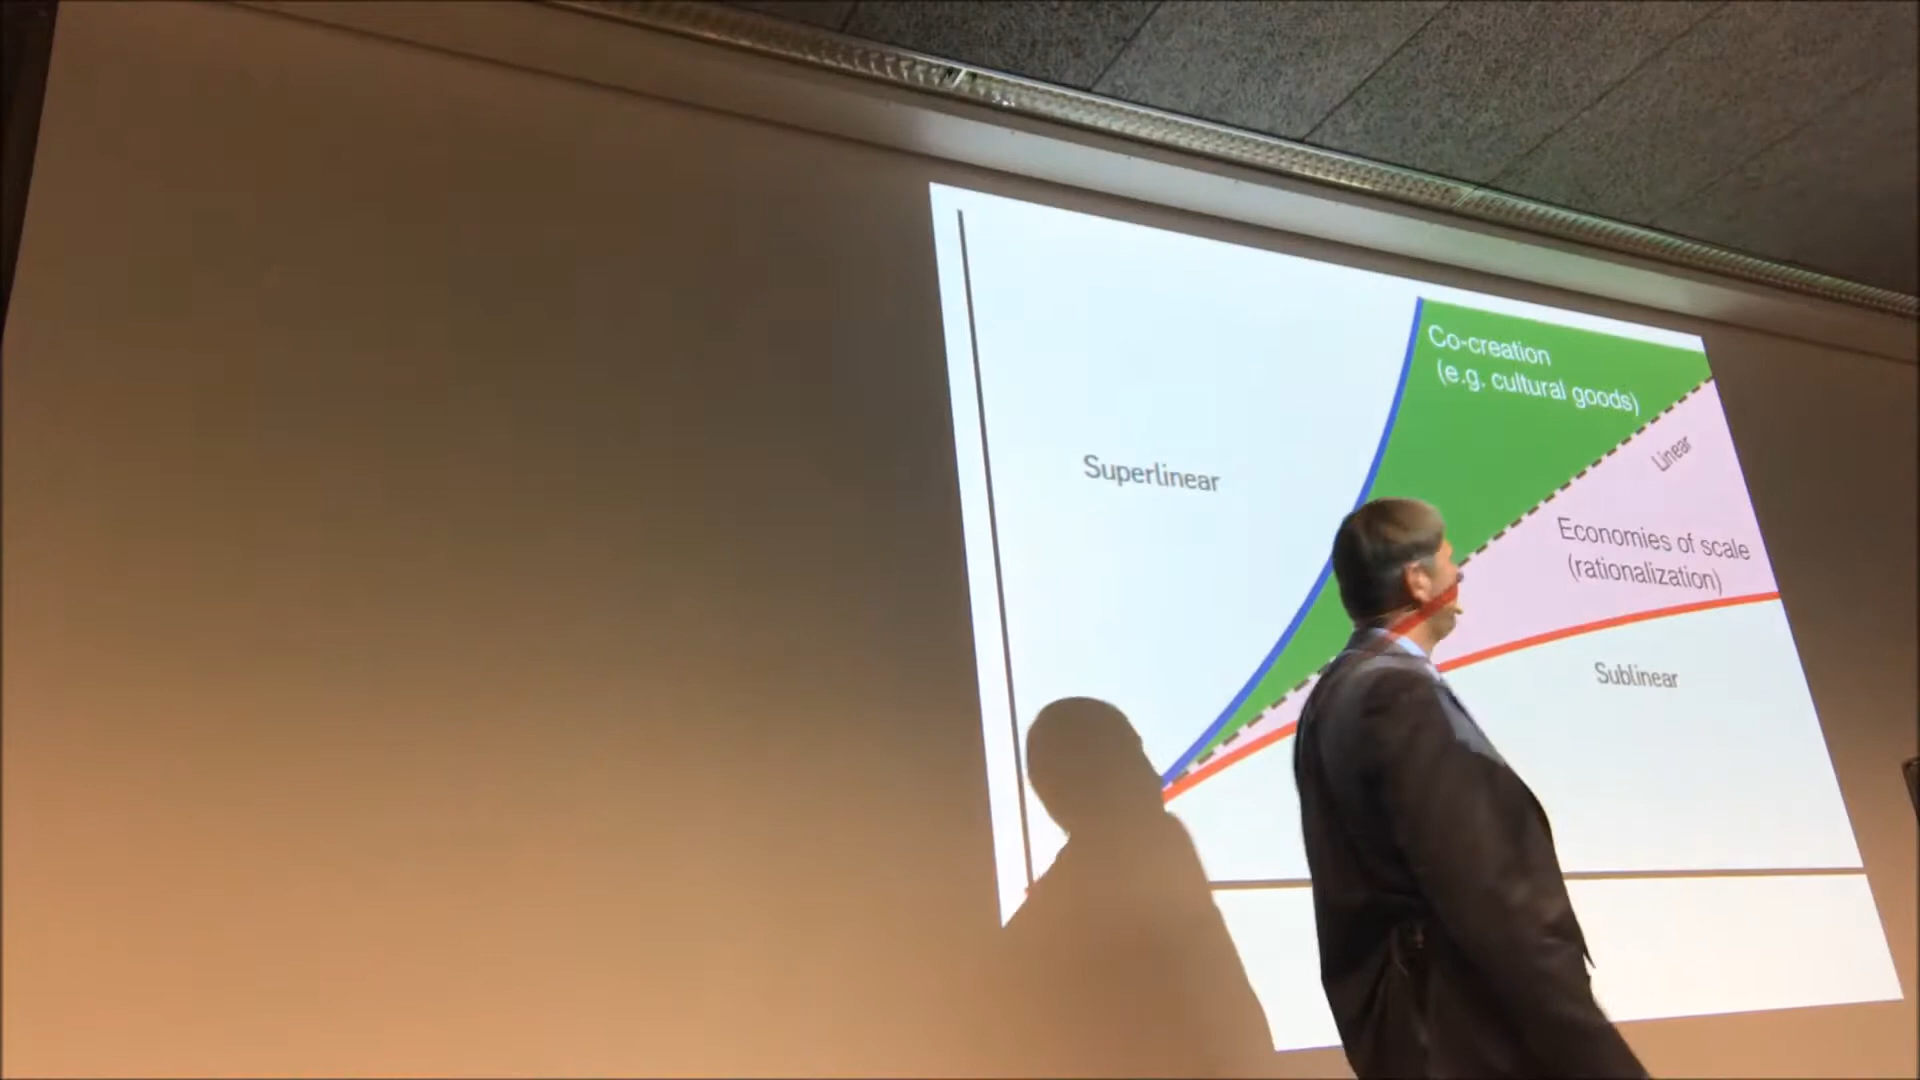 Co-creation
(e.g. cultural goods)
Linear
Superlinear
Economies of scale
(rationalization)
Sublinear